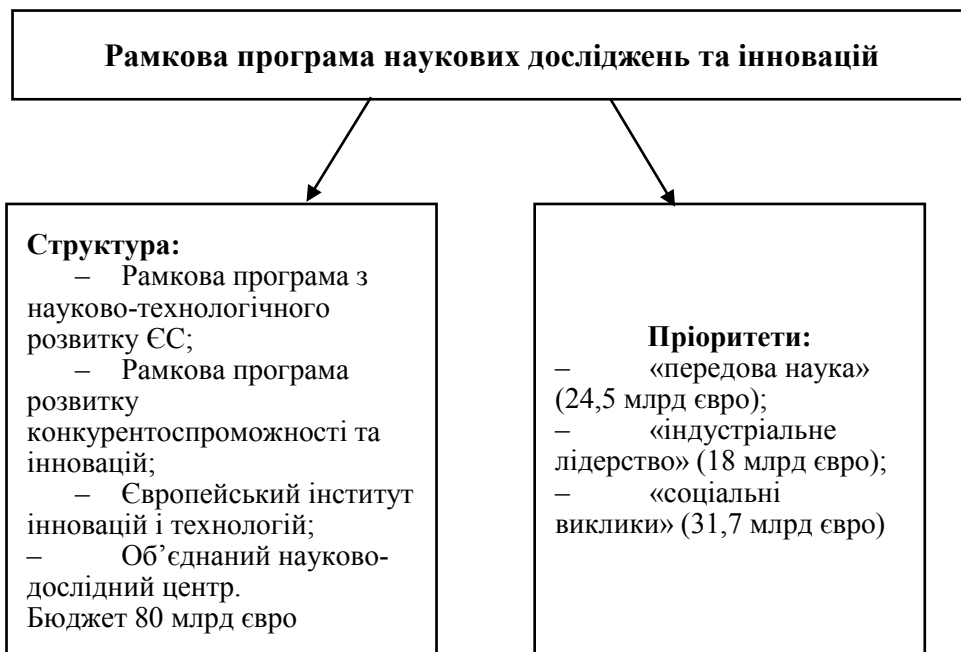 Рамкова програма наукових досліджень та інновацій
Структура:
– Рамкова програма з
науково-технологічного
розвитку ЄС;
– Рамкова програма
розвитку
конкурентоспроможності та
інновацій;
– Європейський інститут
інновацій і технологій;
– Об’єднаний науково-
дослідний центр.
Бюджет 80 млрд євро
Пріоритети:
– «передова наука»
(24,5 млрд євро);
– «індустріальне
лідерство» (18 млрд євро);
– «соціальні
виклики» (31,7 млрд євро)